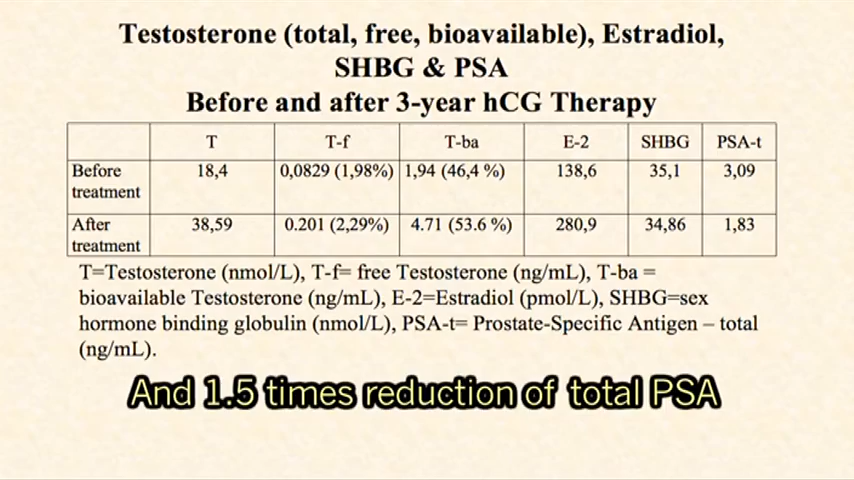 Testosterone (total, free, bioavailable), Estradiol,
SHBG & PSA
Before and after 3-year hCG Therapy
T T-f T-ba E-2 SHBG PSA-t
Before treatment 18,4 0,0829 (1,98%) 1,94 (46,4 %) 138,6 35,1 3,09
After treatment 38,59 0.201 (2,29%) 4.71 (53.6 %) 280,9 34,86 1,83
T=Testosterone (nmol/L), T-f= free Testosterone (ng/mL), T-ba =
bioavailable Testosterone (ng/mL), E-2=Estradiol (pmol/L), SHBG=sex
hormone binding globulin (nmol/L), PSA-t= Prostate-Specific Antigen – total
(ng/mL).
And 1.5 times reduction of total PSA